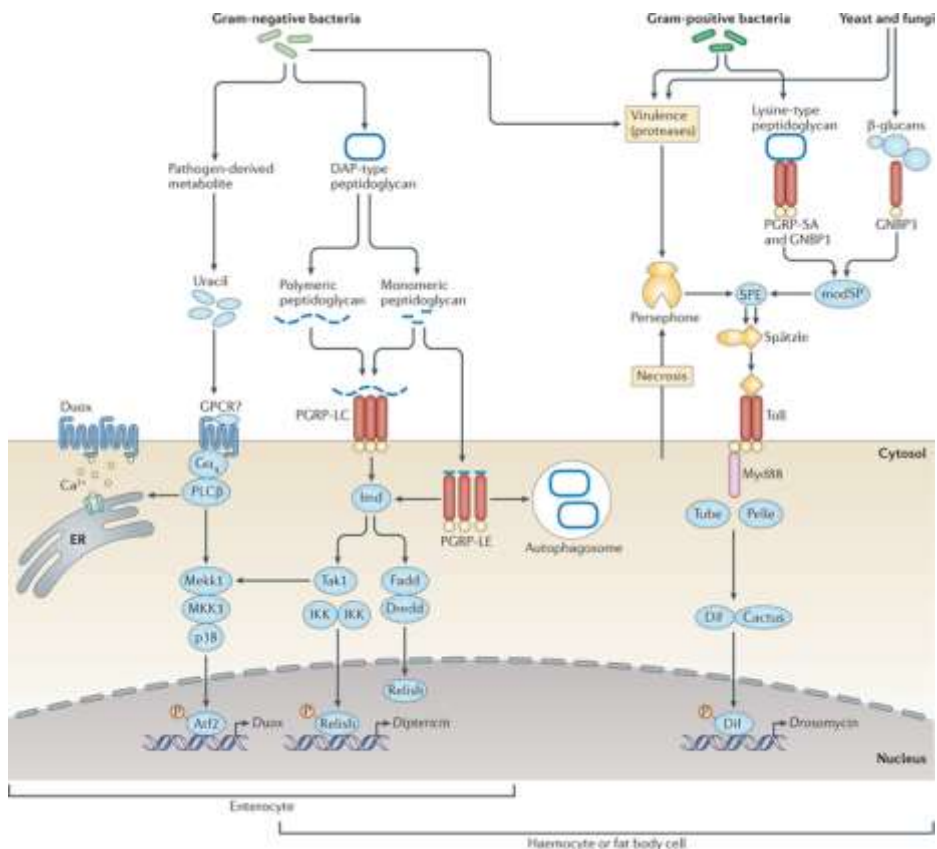 Gram-negative bacteria
Gram-positive bacteria
Yeast and fungi
Pathogen-derived
metabolite
DAP-type
peptidoglycan
Virulence
(proteases)
Lysine-type
peptidoglycan
β-glucans
PGRP-SA
and GNBP1
GNBP3
Uracil
Polymeric
peptidoglycan
Monomeric
peptidoglycan
Persephone
SPE
modSP
Spätzle
Necrosis
Duox
GPCR?
PGRP-LC
Toll
Cytosol
Gαq
Ca2+
PLCβ
Imd
PGRP-LE
Autophagosome
Myd88
ER
Tube
Pelle
Mekk1
Tak1
Fadd
MKK3
IKK
IKK
Dredd
p38
Dif
Cactus
Relish
P
Atf2
Duox
P
Relish
Diptericin
P
Dif
Drosomycin
Nucleus
Enterocyte
Haemocyte or fat body cell